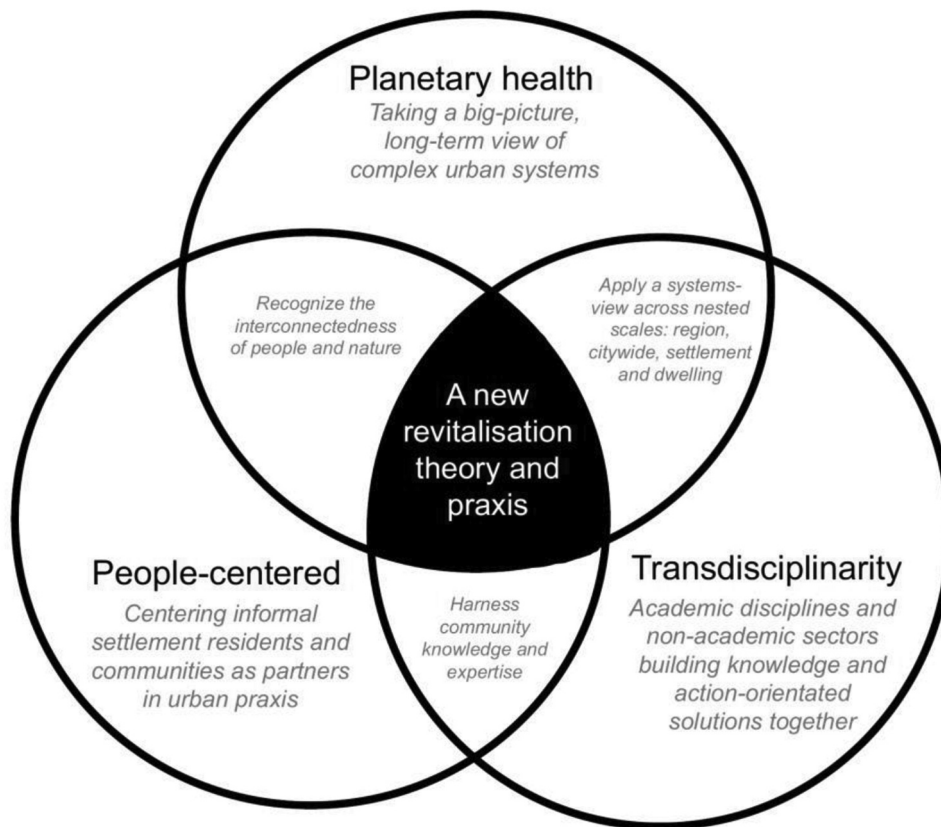 Planetary health
Taking a big-picture,
long-term view of
complex urban systems
Recognize the
interconnectedness
of people and nature
Apply a systems-
view across nested
scales: region,
citywide, settlement
and dwelling
A new
revitalisation
theory and
praxis
People-centered
Centering informal
settlement residents and
communities as partners
in urban praxis
Harness
community
knowledge and
expertise
Transdisciplinarity
Academic disciplines and
non-academic sectors
building knowledge and
action-orientated
solutions together